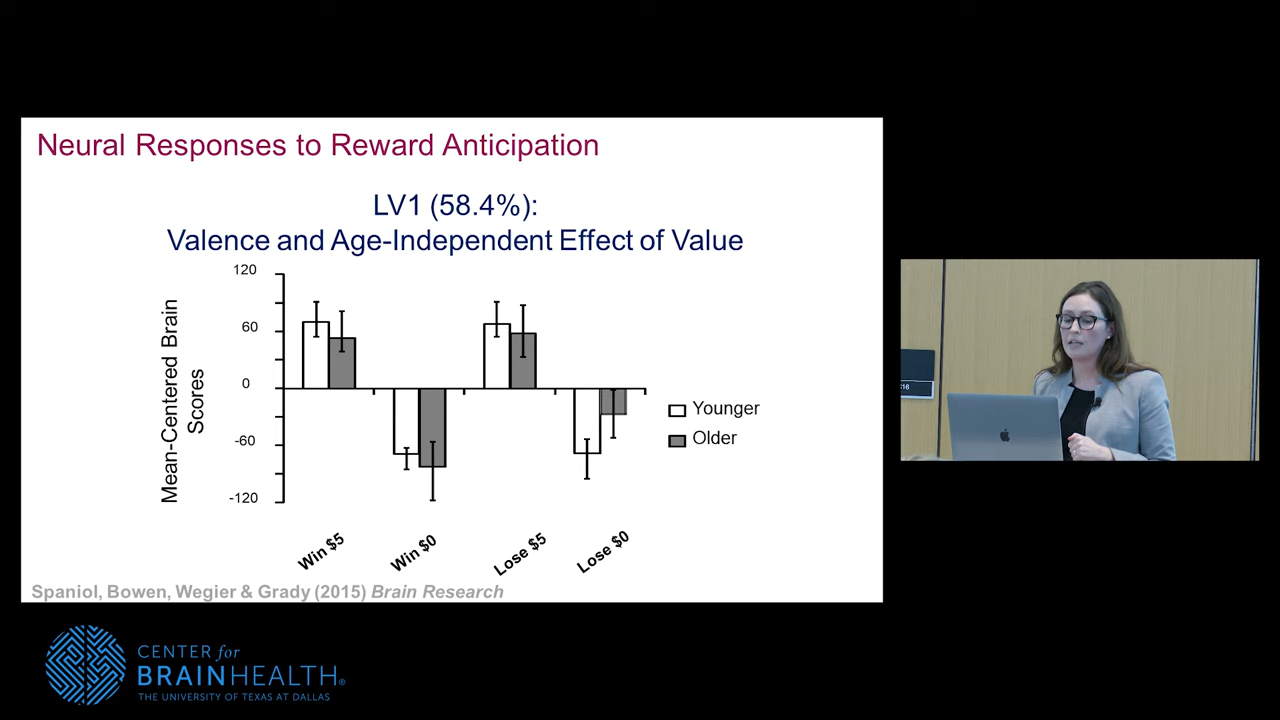 Neural Responses to Reward Anticipation
LV1 (58.4%):
Valence and Age-Independent Effect of Value
120
60
0
-60
-120
Mean-Centered Brain
Scores
Win $5
Win $0
Lose $5
Lose $0
Younger
Older
Spaniol, Bowen, Wegier & Grady (2015) Brain Research
CENTER for
BRAINHEALTH®
THE UNIVERSITY OF TEXAS AT DALLAS